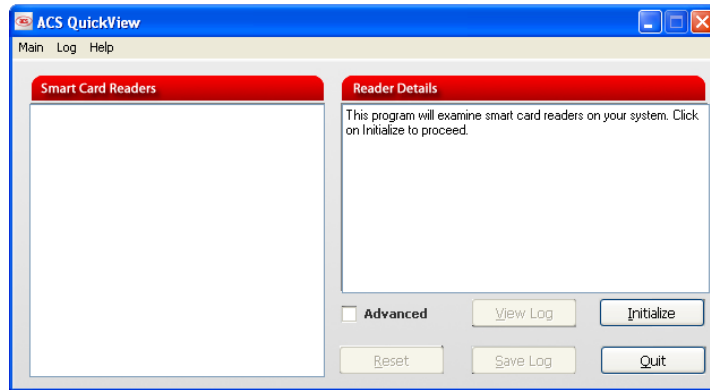 ACS QuickView
Main Log Help
Smart Card Readers
Reader Details
This program will examine smart card readers on your system. Click
on Initialize to proceed.
Advanced
View Log
Initialize
Reset
Save Log
Quit